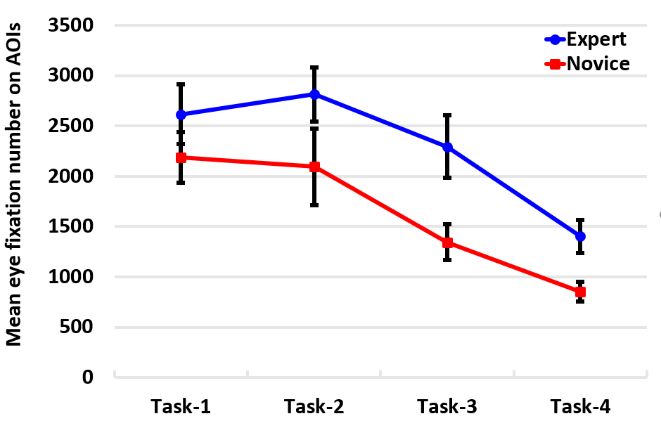 Mean eye fixation number on AOIs
3500
3000
2500
2000
1500
1000
500
0
Expert
Novice
Task-1
Task-2
Task-3
Task-4